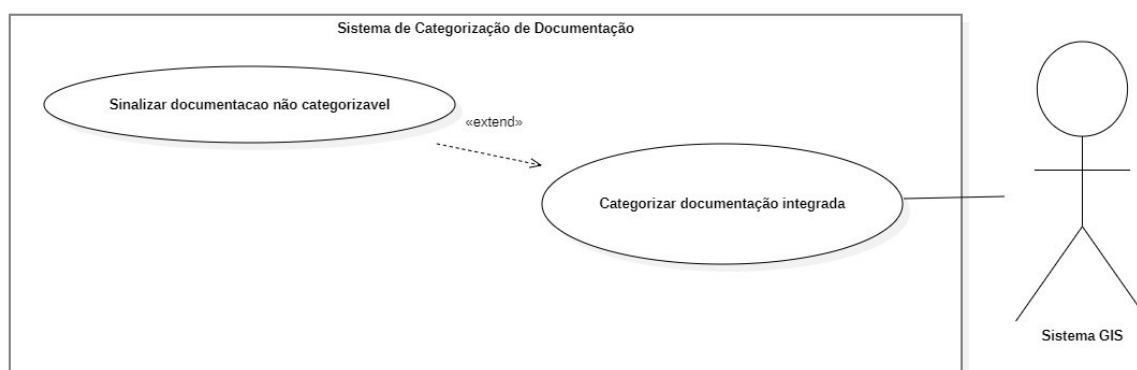 Sistema de Categorização de Documentação
Sinalizar documentacao não categorizavel
«extend»
Categorizar documentação integrada
Sistema GIS